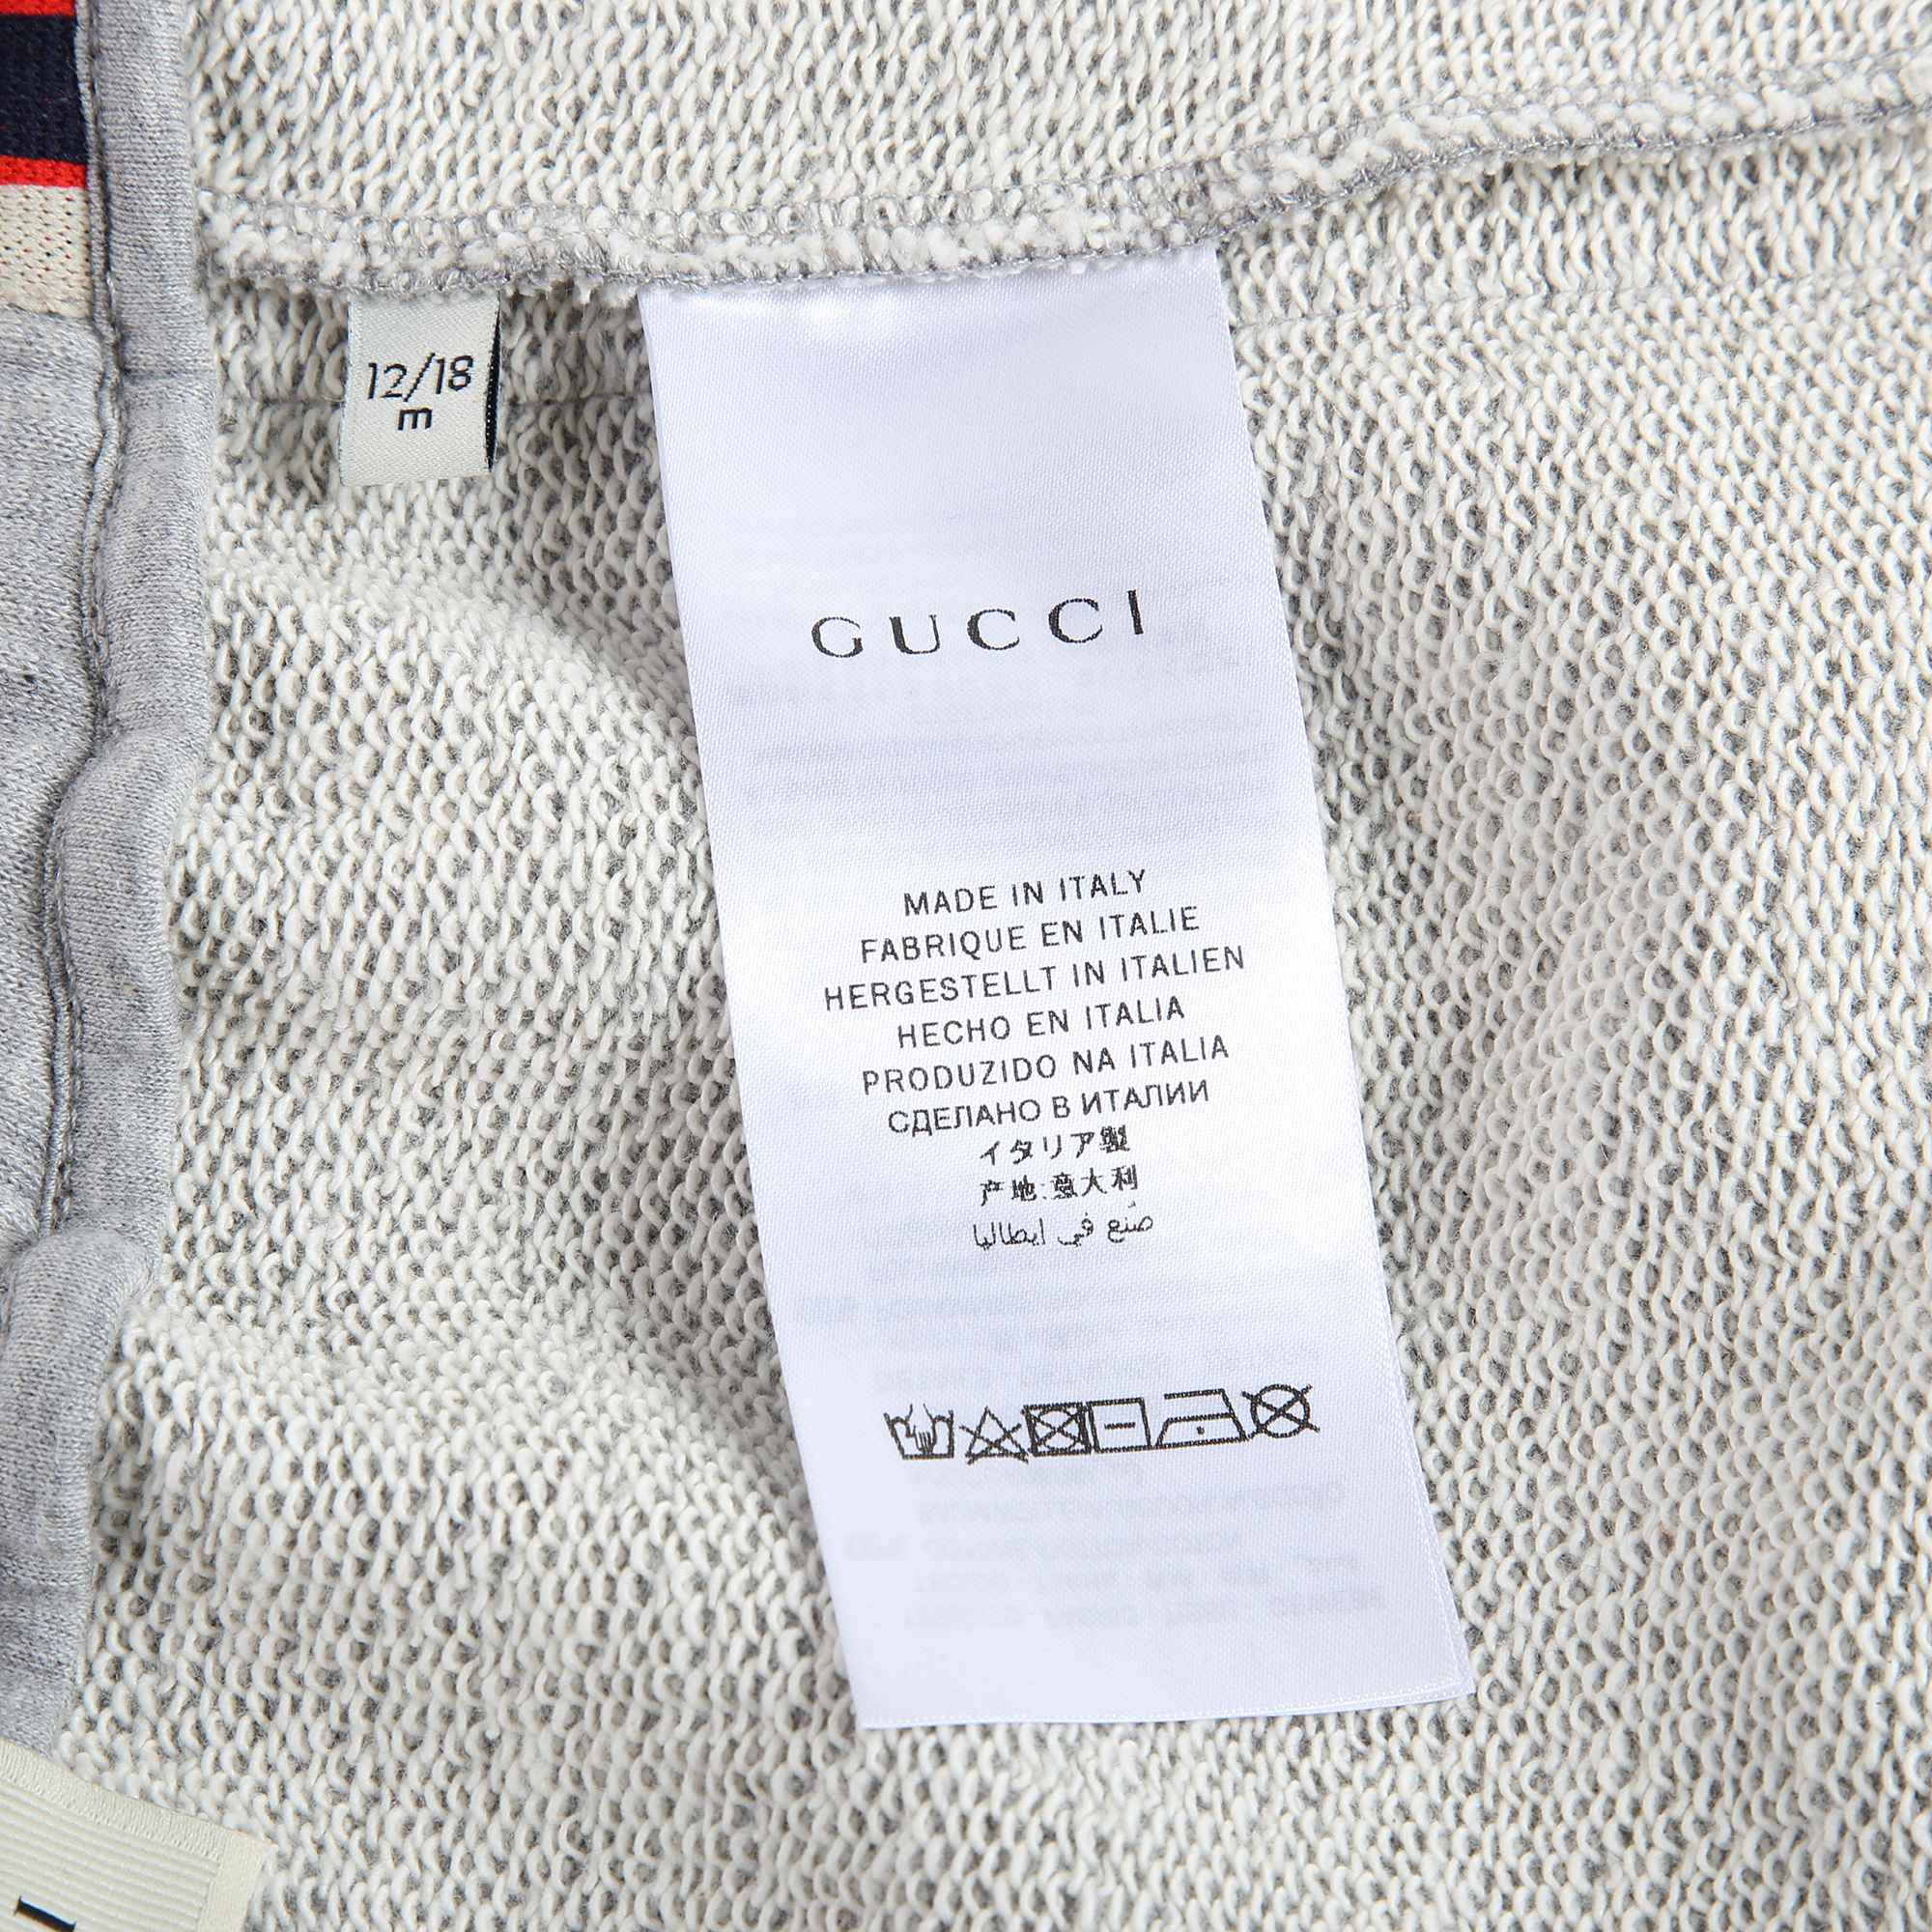 12/18
m
GUCCI
MADE IN ITALY
FABRIQUE EN ITALIE
HERGESTELLT IN ITALIEN
HECHO EN ITALIA
PRODUZIDO NA ITALIA
СДЕЛАНО В ИТАЛИИ
イタリア製
产地:意大利
صُنع في ايطاليا
I